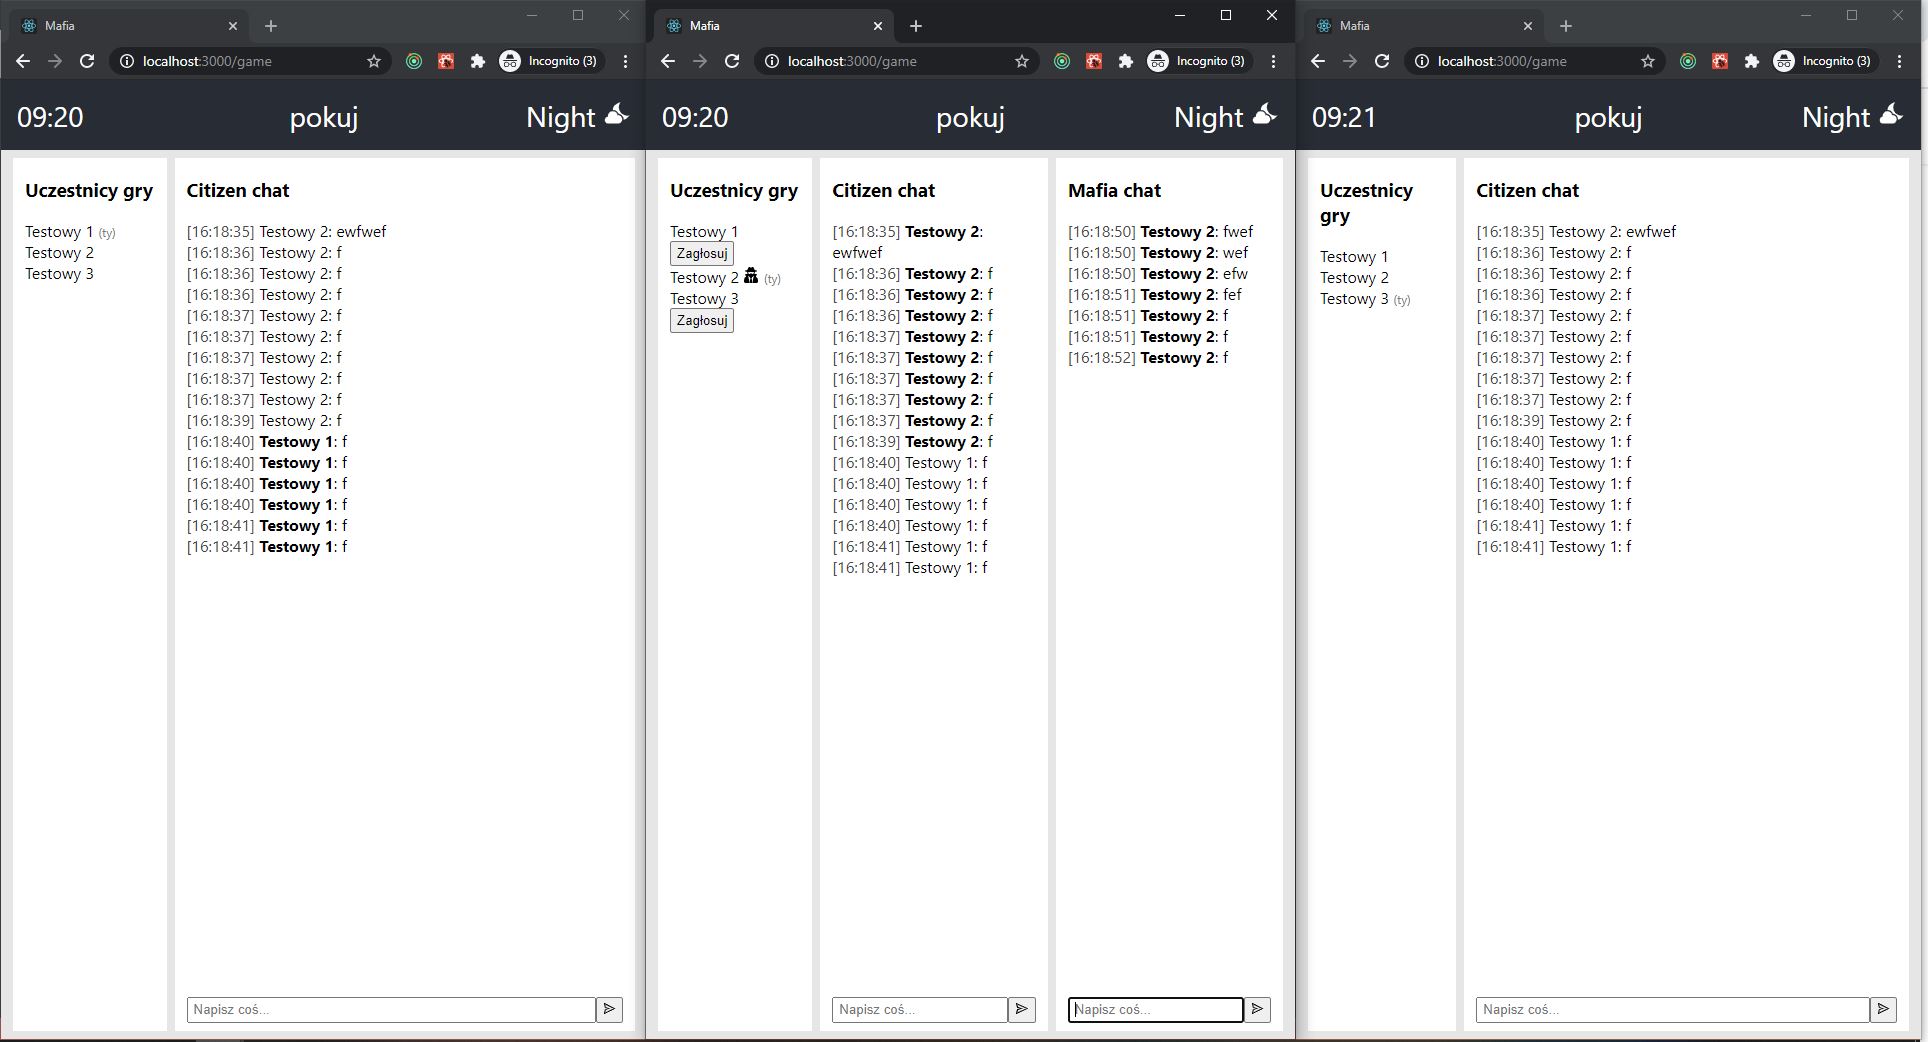 Mafia
localhost:3000/game
Incognito (3)
09:20
pokuj
Night
Uczestnicy gry
Testowy 1 (ty)
Testowy 2
Testowy 3
Citizen chat
[16:18:35] Testowy 2: ewfwef
[16:18:36] Testowy 2: f
[16:18:36] Testowy 2: f
[16:18:36] Testowy 2: f
[16:18:37] Testowy 2: f
[16:18:37] Testowy 2: f
[16:18:37] Testowy 2: f
[16:18:37] Testowy 2: f
[16:18:37] Testowy 2: f
[16:18:39] Testowy 2: f
[16:18:40] Testowy 1: f
[16:18:40] Testowy 1: f
[16:18:40] Testowy 1: f
[16:18:40] Testowy 1: f
[16:18:41] Testowy 1: f
[16:18:41] Testowy 1: f
Napisz coś...
Mafia
localhost:3000/game
Incognito (3)
09:20
pokuj
Night
Uczestnicy gry
Testowy 1
Zagłosuj
Testowy 2 (ty)
Testowy 3
Zagłosuj
Citizen chat
[16:18:35] Testowy 2:
ewfwef
[16:18:36] Testowy 2: f
[16:18:36] Testowy 2: f
[16:18:36] Testowy 2: f
[16:18:37] Testowy 2: f
[16:18:37] Testowy 2: f
[16:18:37] Testowy 2: f
[16:18:37] Testowy 2: f
[16:18:37] Testowy 2: f
[16:18:39] Testowy 2: f
[16:18:40] Testowy 1: f
[16:18:40] Testowy 1: f
[16:18:40] Testowy 1: f
[16:18:40] Testowy 1: f
[16:18:41] Testowy 1: f
[16:18:41] Testowy 1: f
Napisz coś...
Mafia chat
[16:18:50] Testowy 2: fwef
[16:18:50] Testowy 2: wef
[16:18:50] Testowy 2: efw
[16:18:51] Testowy 2: fef
[16:18:51] Testowy 2: f
[16:18:51] Testowy 2: f
[16:18:52] Testowy 2: f
Napisz coś...
Mafia
localhost:3000/game
Incognito (3)
09:21
pokuj
Night
Uczestnicy
gry
Testowy 1
Testowy 2
Testowy 3 (ty)
Citizen chat
[16:18:35] Testowy 2: ewfwef
[16:18:36] Testowy 2: f
[16:18:36] Testowy 2: f
[16:18:36] Testowy 2: f
[16:18:37] Testowy 2: f
[16:18:37] Testowy 2: f
[16:18:37] Testowy 2: f
[16:18:37] Testowy 2: f
[16:18:37] Testowy 2: f
[16:18:39] Testowy 2: f
[16:18:40] Testowy 1: f
[16:18:40] Testowy 1: f
[16:18:40] Testowy 1: f
[16:18:40] Testowy 1: f
[16:18:41] Testowy 1: f
[16:18:41] Testowy 1: f
Napisz coś...